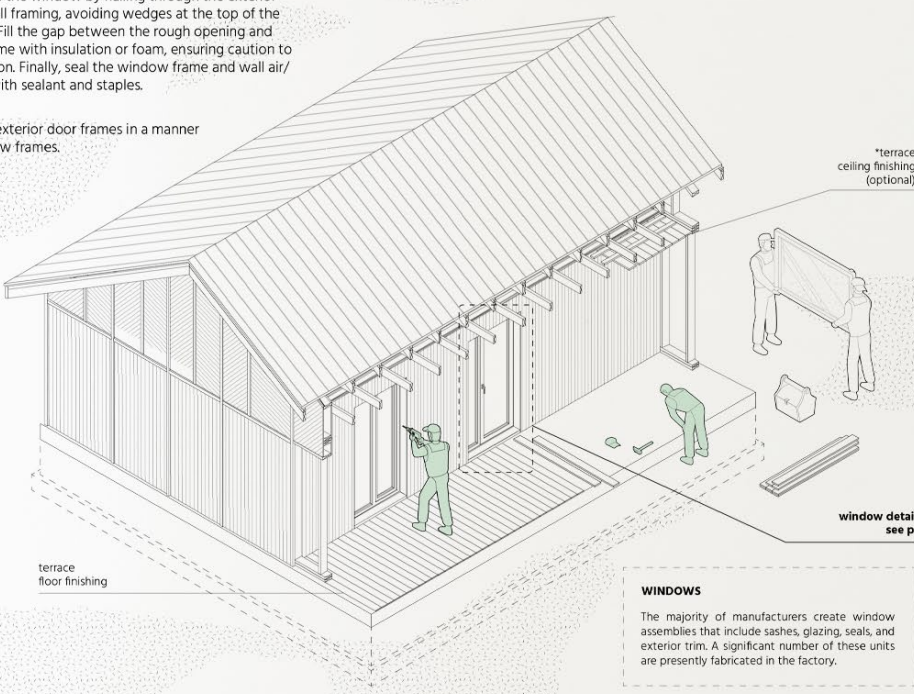 ll framing, avoiding wedges at the top of the
Fill the gap between the rough opening and
me with insulation or foam, ensuring caution to
on. Finally, seal the window frame and wall air/
ith sealant and staples.
exterior door frames in a manner
w frames.
*terrace
ceiling finishing
(optional)
window detai
see p
terrace
floor finishing
WINDOWS
The majority of manufacturers create window
assemblies that include sashes, glazing, seals, and
exterior trim. A significant number of these units
are presently fabricated in the factory.